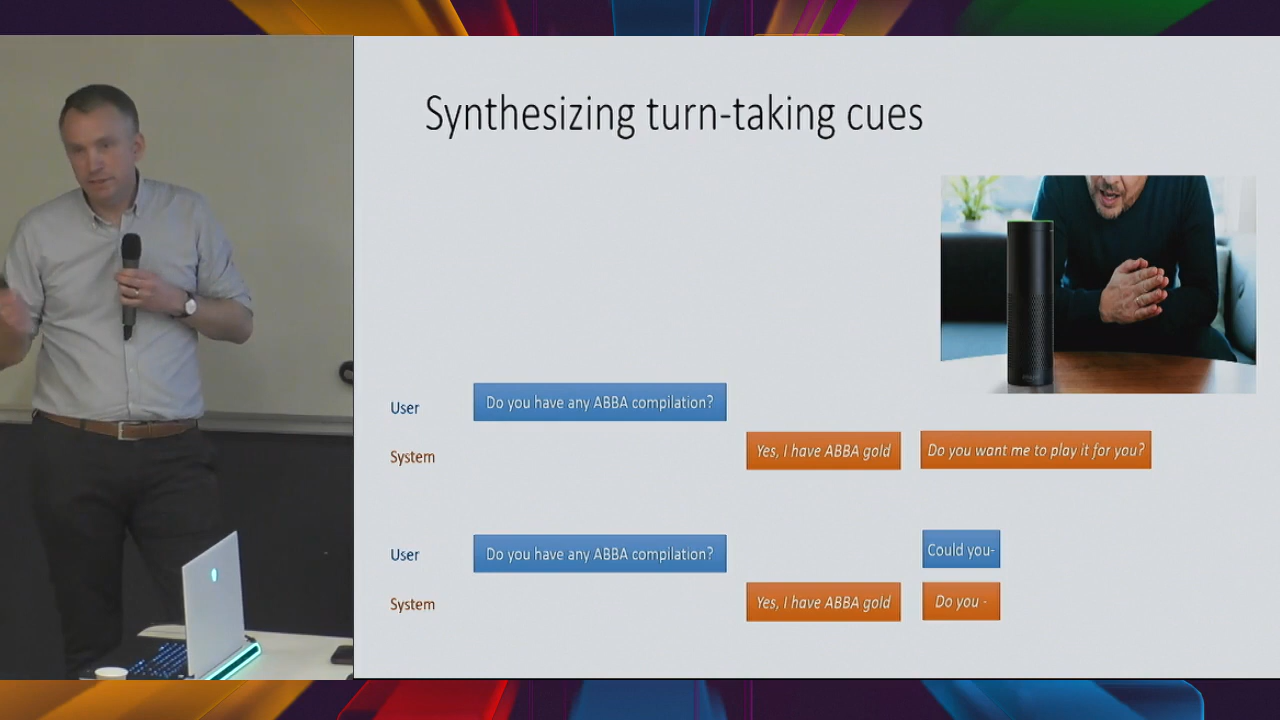 Synthesizing turn-taking cues
User
Do you have any ABBA compilation?
System
Yes, I have ABBA gold
Do you want me to play it for you?
User
Do you have any ABBA compilation?
Could you-
System
Yes, I have ABBA gold
Do you -